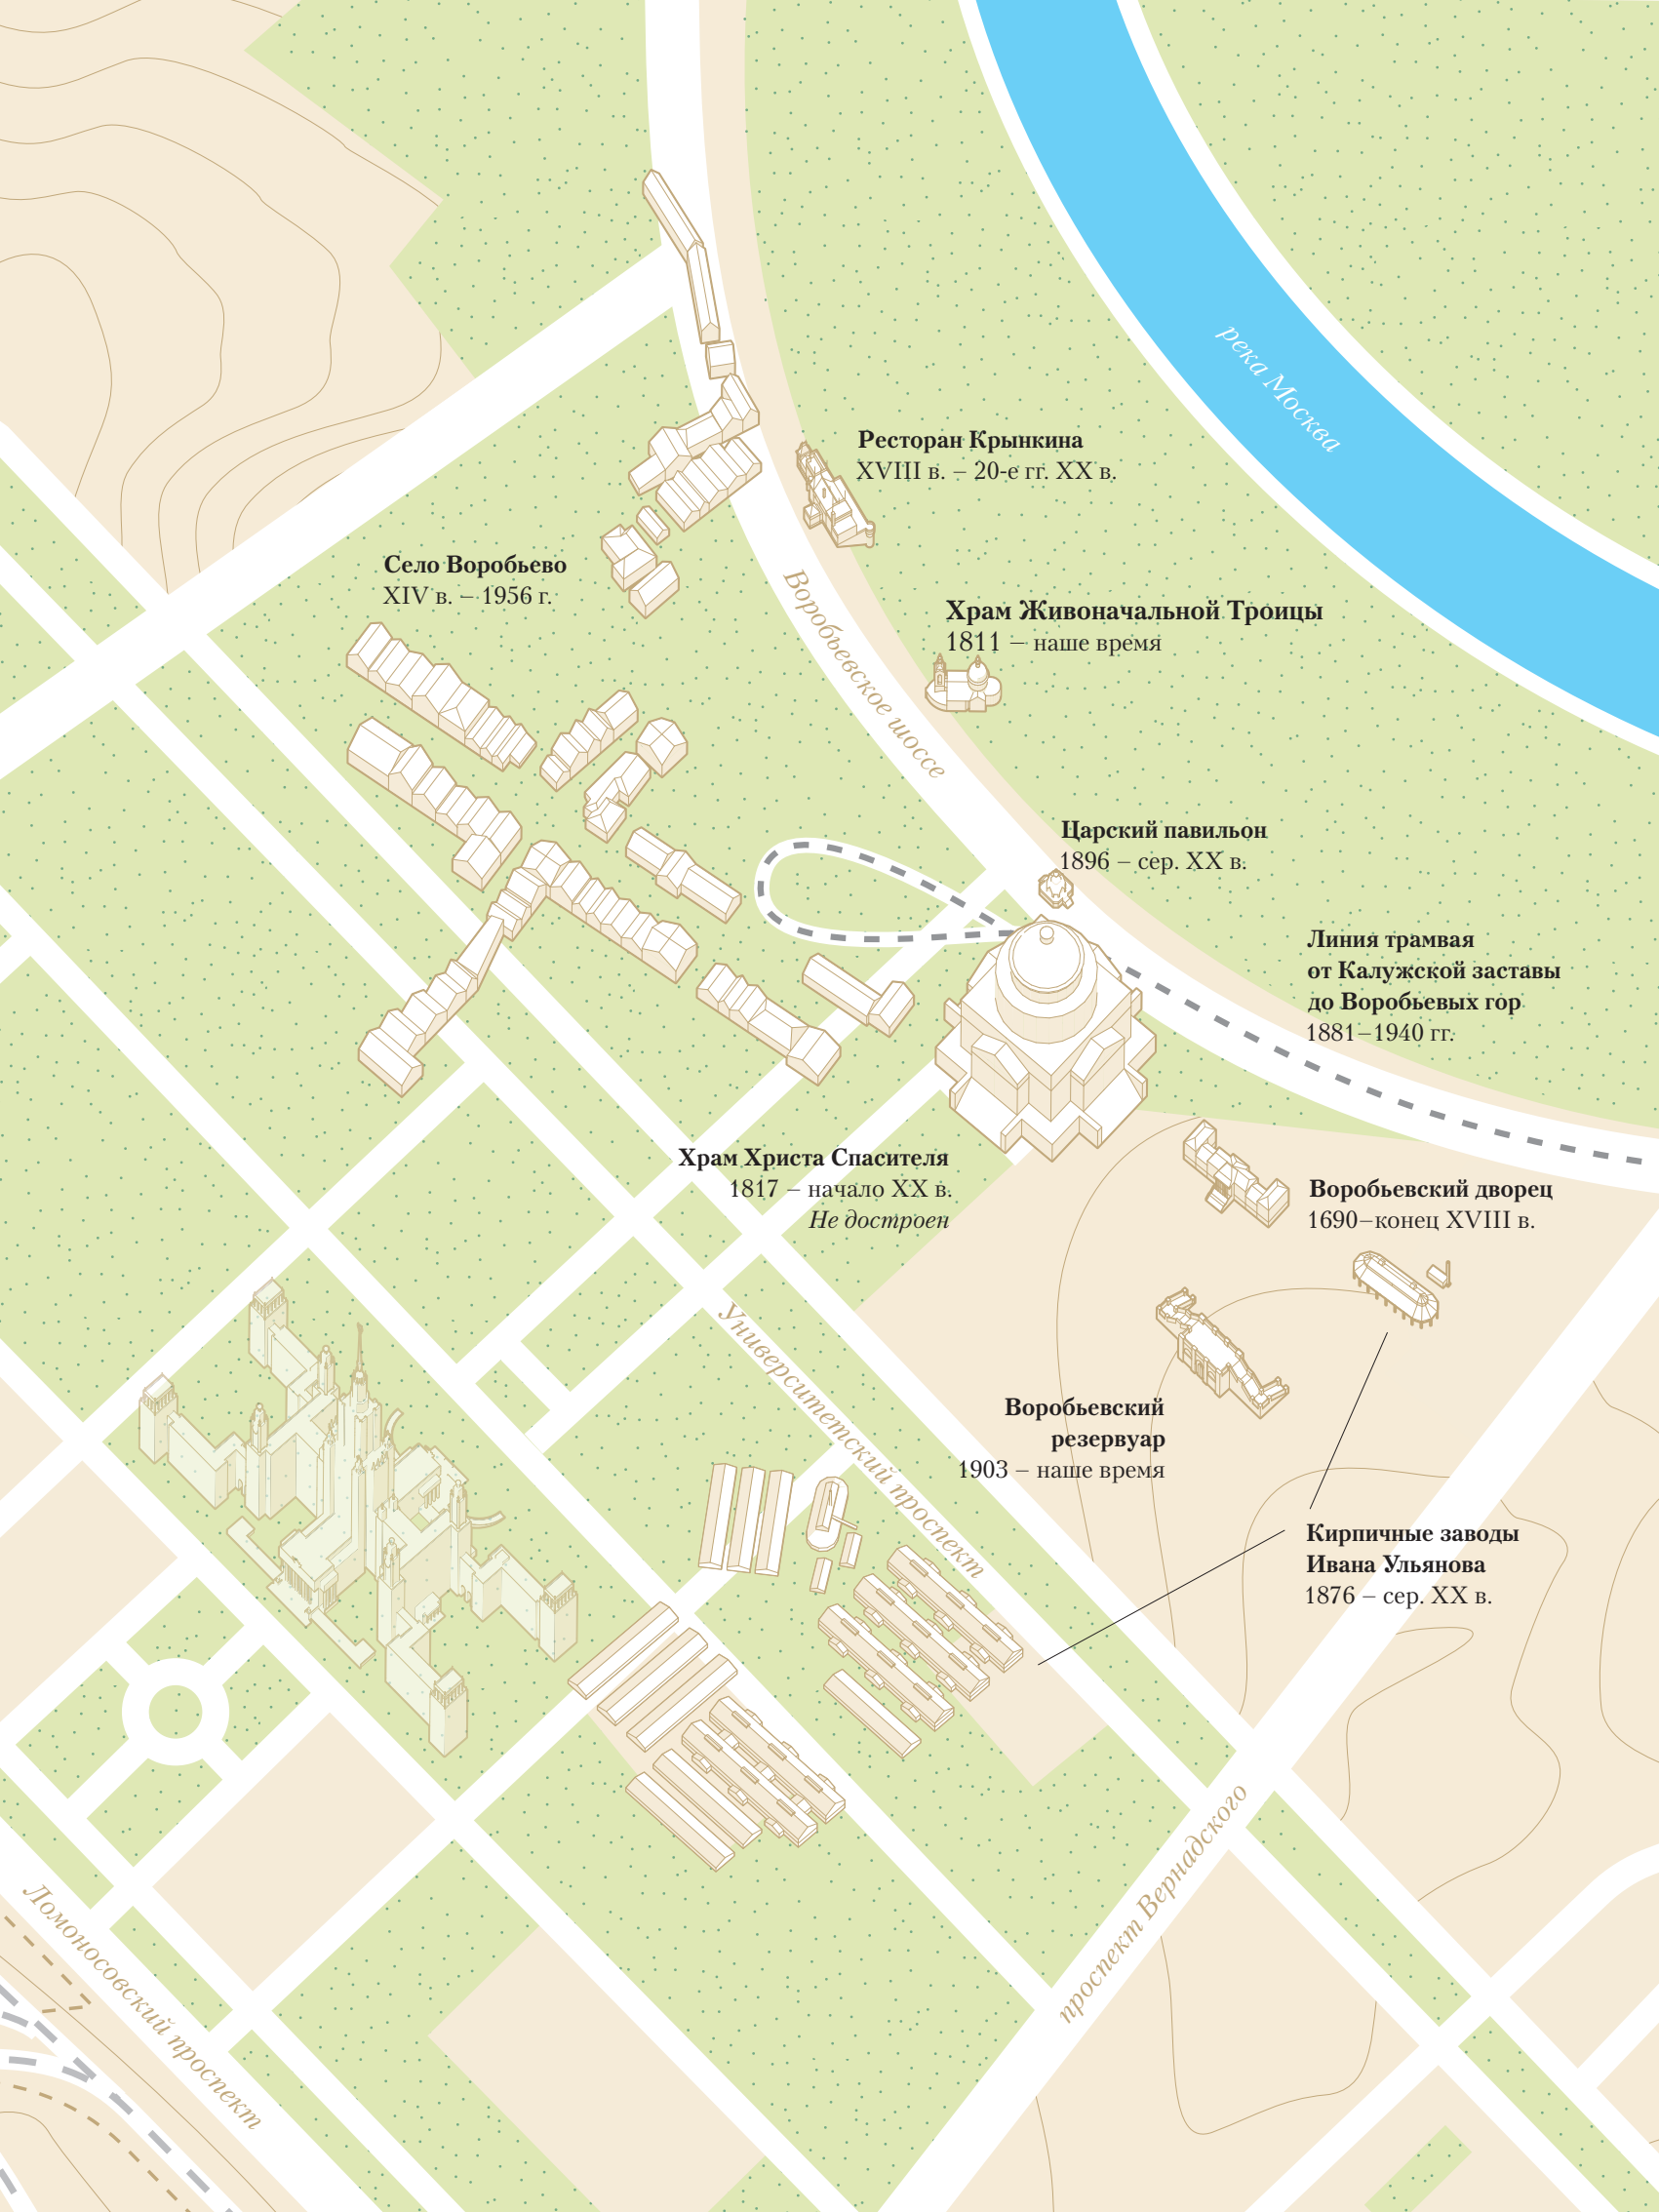 река Москва
Ресторан Крынкина
XVIII в. – 20-е гг. XX в.
Село Воробьево
XIV в. – 1956 г.
Воробьевское шоссе
Храм Живоначальной Троицы
1811 – наше время
Царский павильон
1896 – сер. XX в.
Линия трамвая
от Калужской заставы
до Воробьевых гор
1881–1940 гг.
Храм Христа Спасителя
1817 – начало XX в.
Не достроен
Воробьевский дворец
1690–конец XVIII в.
Университетский проспект
Воробьевский
резервуар
1903 – наше время
Кирпичные заводы
Ивана Ульянова
1876 – сер. XX в.
проспект Вернадского
Ломоносовский проспект